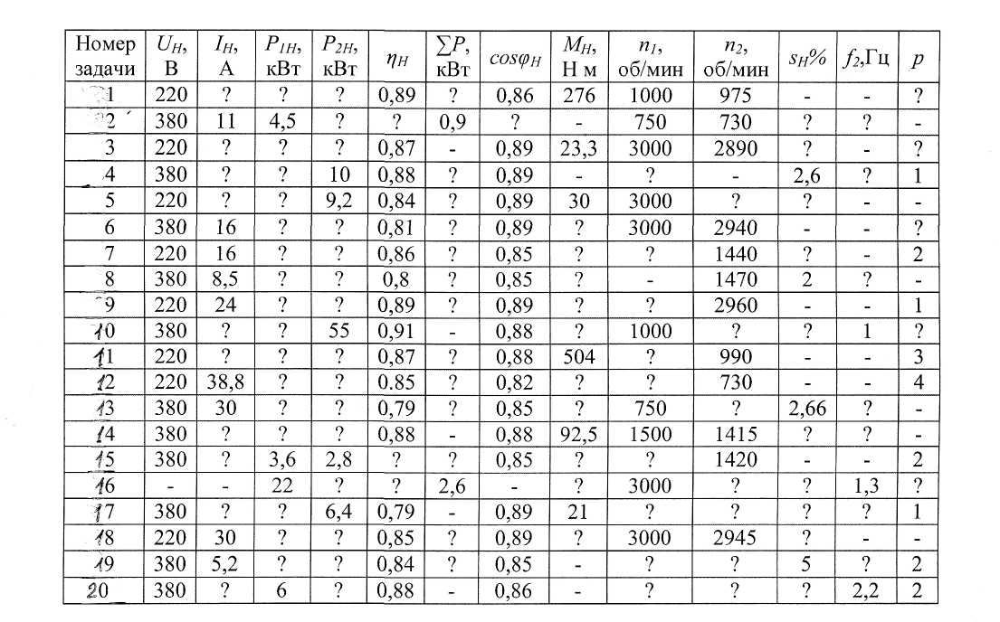 Номер задачи U_H, В I_H, А P_1H, кВт P_2H, кВт η_H ∑P, кВт cosφ_H M_H, Н м n_1, об/мин n_2, об/мин s_H% f_2,Гц p
1 220 ? ? ? 0,89 ? 0,86 276 1000 975 - - ?
2 380 11 4,5 ? ? 0,9 ? - 750 730 ? ? -
3 220 ? ? ? 0,87 - 0,89 23,3 3000 2890 ? - ?
4 380 ? ? 10 0,88 ? 0,89 - ? - 2,6 ? 1
5 220 ? ? 9,2 0,84 ? 0,89 30 3000 ? ? - -
6 380 16 ? ? 0,81 ? 0,89 ? 3000 2940 - - ?
7 220 16 ? ? 0,86 ? 0,85 ? ? 1440 ? - 2
8 380 8,5 ? ? 0,8 ? 0,85 ? - 1470 2 ? -
9 220 24 ? ? 0,89 ? 0,89 ? ? 2960 - - 1
10 380 ? ? 55 0,91 - 0,88 ? 1000 ? ? 1 ?
11 220 ? ? ? 0,87 ? 0,88 504 ? 990 - - 3
12 220 38,8 ? ? 0.85 ? 0,82 ? ? 730 - - 4
13 380 30 ? ? 0,79 ? 0,85 ? 750 ? 2,66 ? -
14 380 ? ? ? 0,88 - 0,88 92,5 1500 1415 ? ? -
15 380 ? 3,6 2,8 ? ? 0,85 ? ? 1420 - - 2
16 - - 22 ? ? 2,6 - ? 3000 ? ? 1,3 ?
17 380 ? ? 6,4 0,79 - 0,89 21 ? ? ? ? 1
18 220 30 ? ? 0,85 ? 0,89 ? 3000 2945 ? - -
19 380 5,2 ? ? 0,84 ? 0,85 - ? ? 5 ? 2
20 380 ? 6 ? 0,88 - 0,86 - ? ? ? 2,2 2